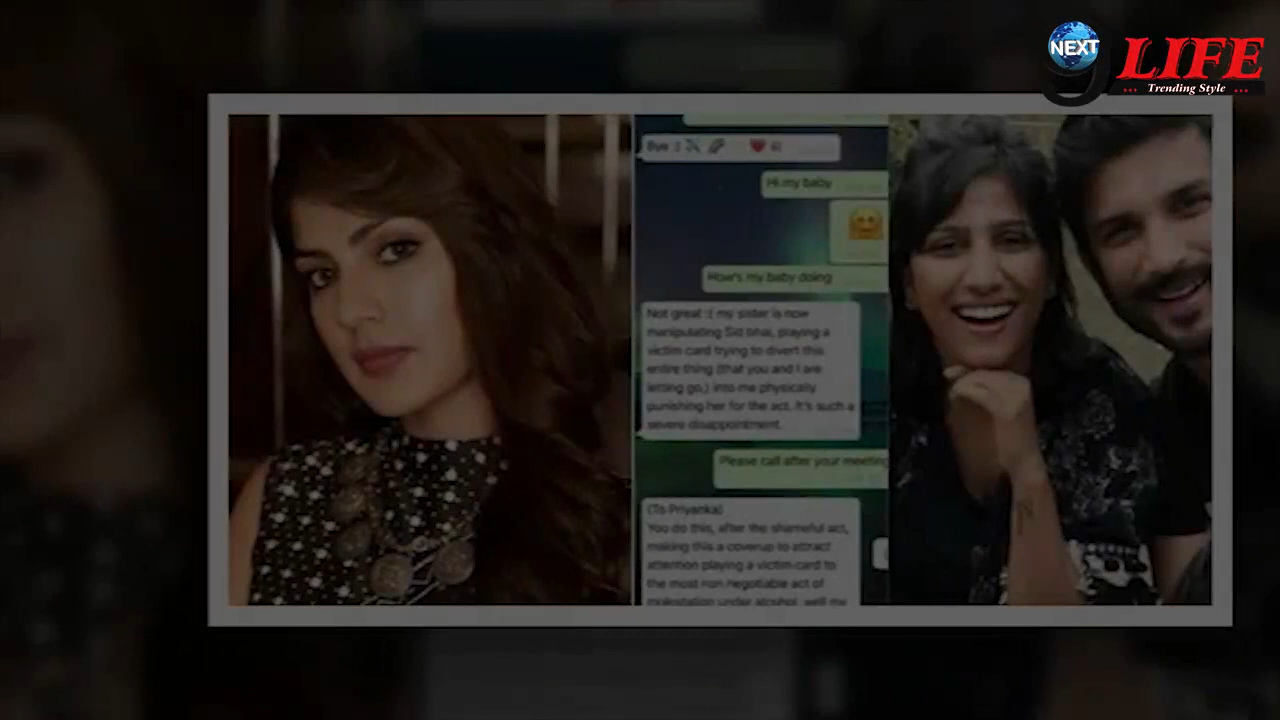 NEXT
9 LIFE
... Trending Style ...
Bye :)
Hi my baby
How's my baby doing
Not great :( my sister is now
manipulating Sid bhai, playing a
victim card trying to divert this
entire thing (that you and I are
letting go,) into me physically
punishing her for the act. It's such a
severe disappointment.
Please call after your meeting
(To Priyanka)
You do this, after the shameful act,
making this a coverup to attract
attention playing a victim card to
the most non negotiable act of
molestation under alcohol, well my